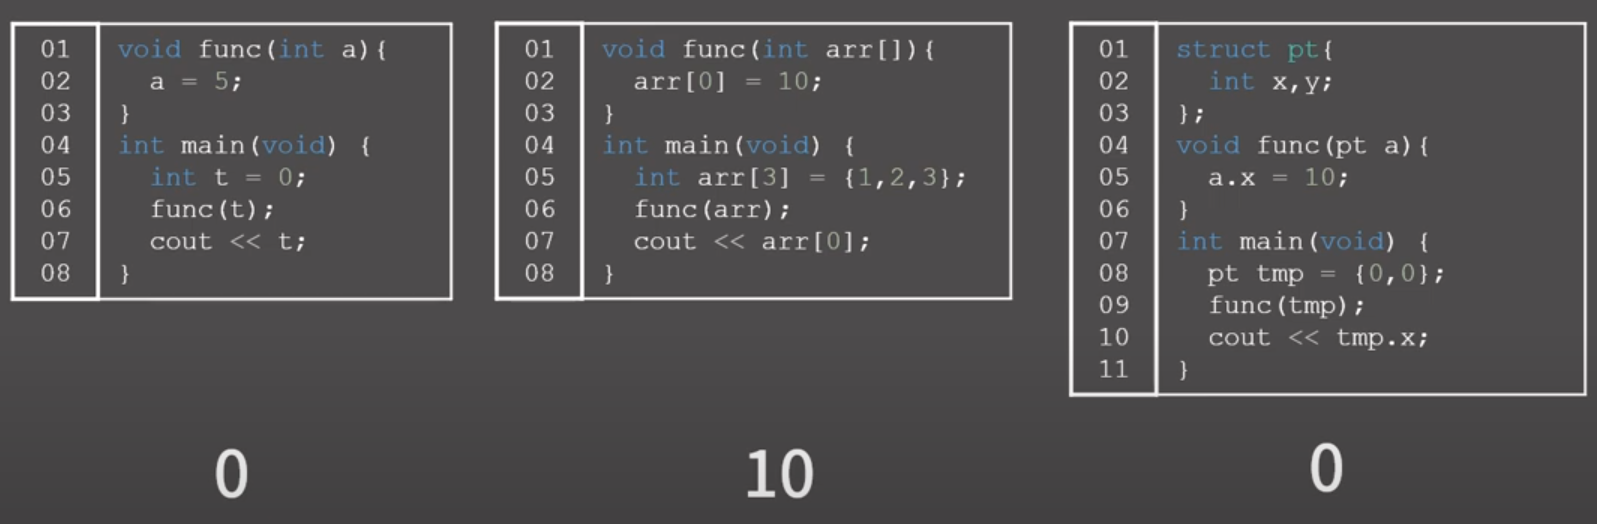 01 void func(int a){
02   a = 5;
03 }
04 int main(void) {
05   int t = 0;
06   func(t);
07   cout << t;
08 }
0
01 void func(int arr[]){
02   arr[0] = 10;
03 }
04 int main(void) {
05   int arr[3] = {1,2,3};
06   func(arr);
07   cout << arr[0];
08 }
10
01 struct pt{
02   int x,y;
03 };
04 void func(pt a){
05   a.x = 10;
06 }
07 int main(void) {
08   pt tmp = {0,0};
09   func(tmp);
10   cout << tmp.x;
11 }
0